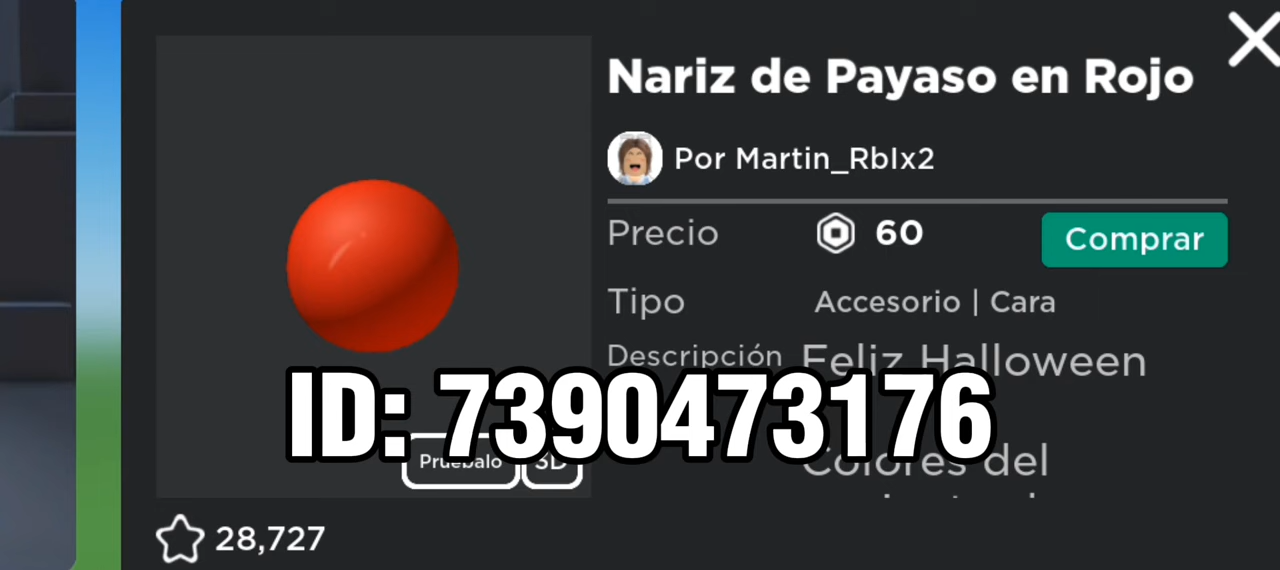 Nariz de Payaso en Rojo
Por Martin_Rblx2
Precio 60 Comprar
Tipo Accesorio | Cara
Descripción Feliz Halloween
ID: 7390473176
Pruébalo 3D
Colores del
28,727